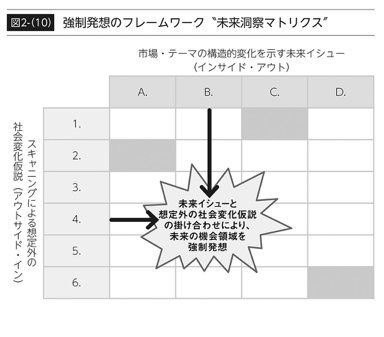 図2-(10) 強制発想のフレームワーク〝未来洞察マトリクス〟
市場・テーマの構造的変化を示す未来イシュー
(インサイド・アウト)
A. B. C. D.
スキャニングによる想定外の
社会変化仮説(アウトサイド・イン)
1.
2.
3.
4.
5.
6.
未来イシューと
想定外の社会変化仮説
の掛け合わせにより、
未来の機会領域を
強制発想